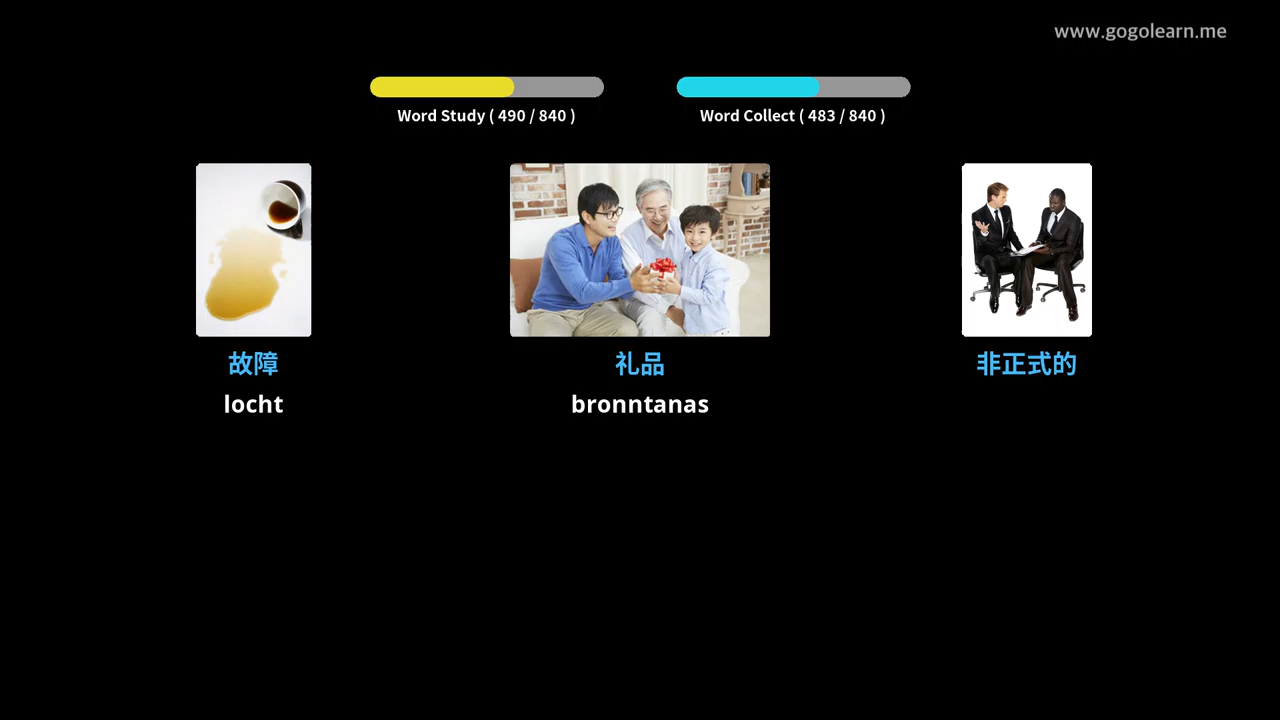 www.gogolearn.me
Word Study ( 490 / 840 )
Word Collect ( 483 / 840 )
故障
礼品
非正式的
locht
bronntanas